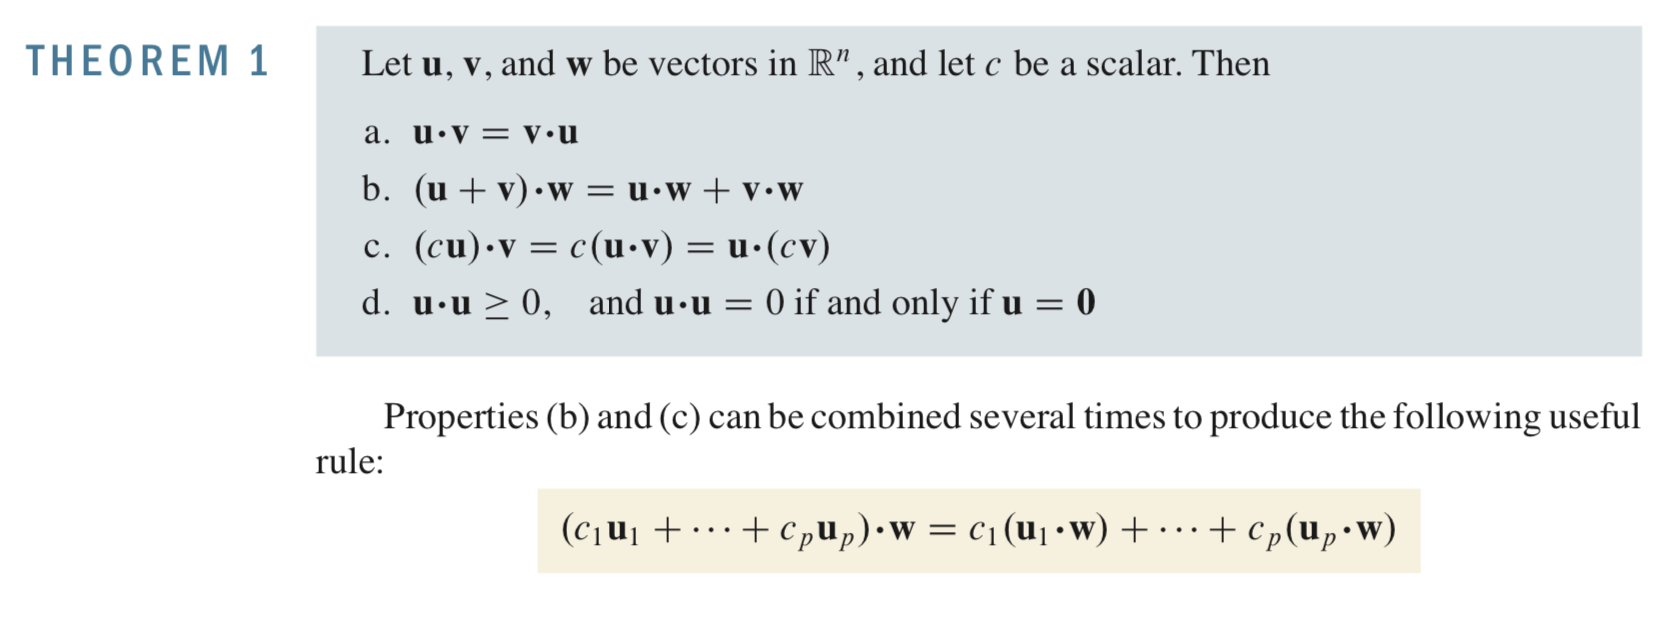 THEOREM 1
Let u, v, and w be vectors in ℝⁿ, and let c be a scalar. Then
a. u·v = v·u
b. (u + v)·w = u·w + v·w
c. (cu)·v = c(u·v) = u·(cv)
d. u·u ≥ 0, and u·u = 0 if and only if u = 0
Properties (b) and (c) can be combined several times to produce the following useful
rule:
(c₁u₁ + ··· + cₚuₚ)·w = c₁(u₁·w) + ··· + cₚ(uₚ·w)